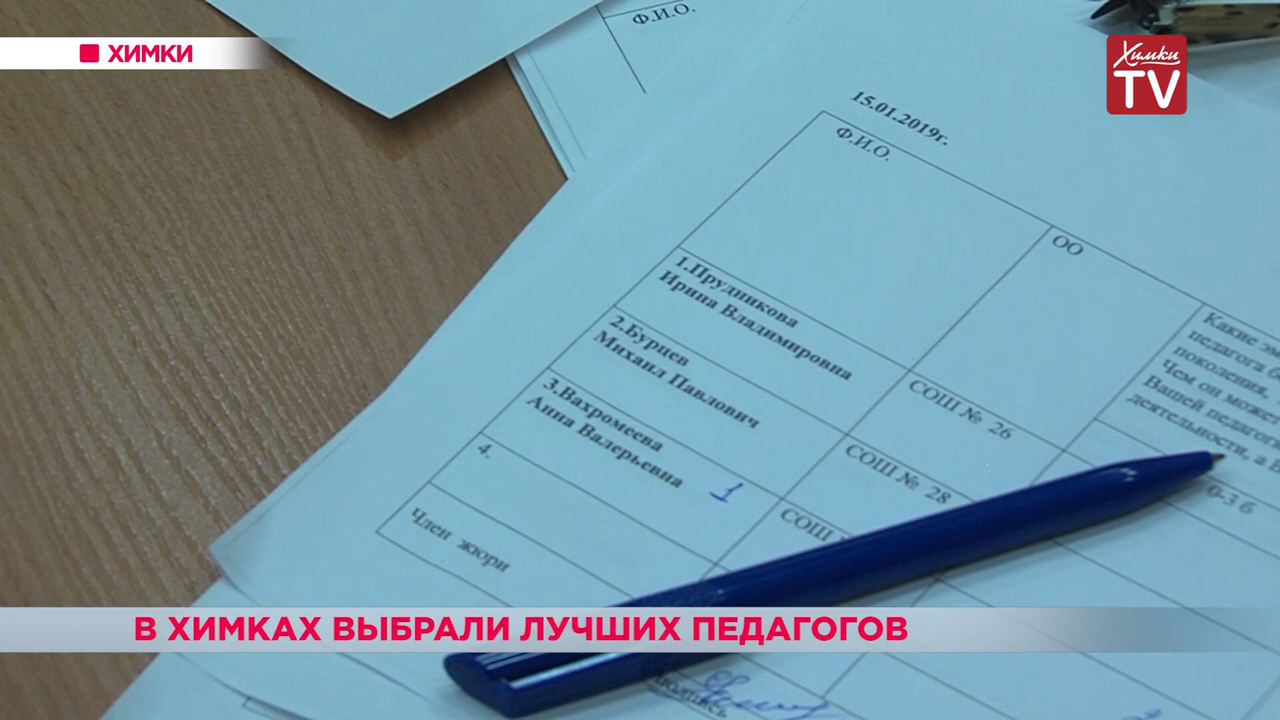 ХИМКИ
Химки
TV
Ф.И.О.
15.01.2019г.
Ф.И.О.
ОО
1.Прудникова
Ирина Владимировна
СОШ № 26
2.Бурцев
Михаил Павлович
СОШ № 28
3.Вахромеева
Анна Валерьевна
1
СОШ
4.
Член жюри
Какие
педагога
поколения,
Чем он может
Вашей
деятельности, а
0-3 б
В ХИМКАХ ВЫБРАЛИ ЛУЧШИХ ПЕДАГОГОВ